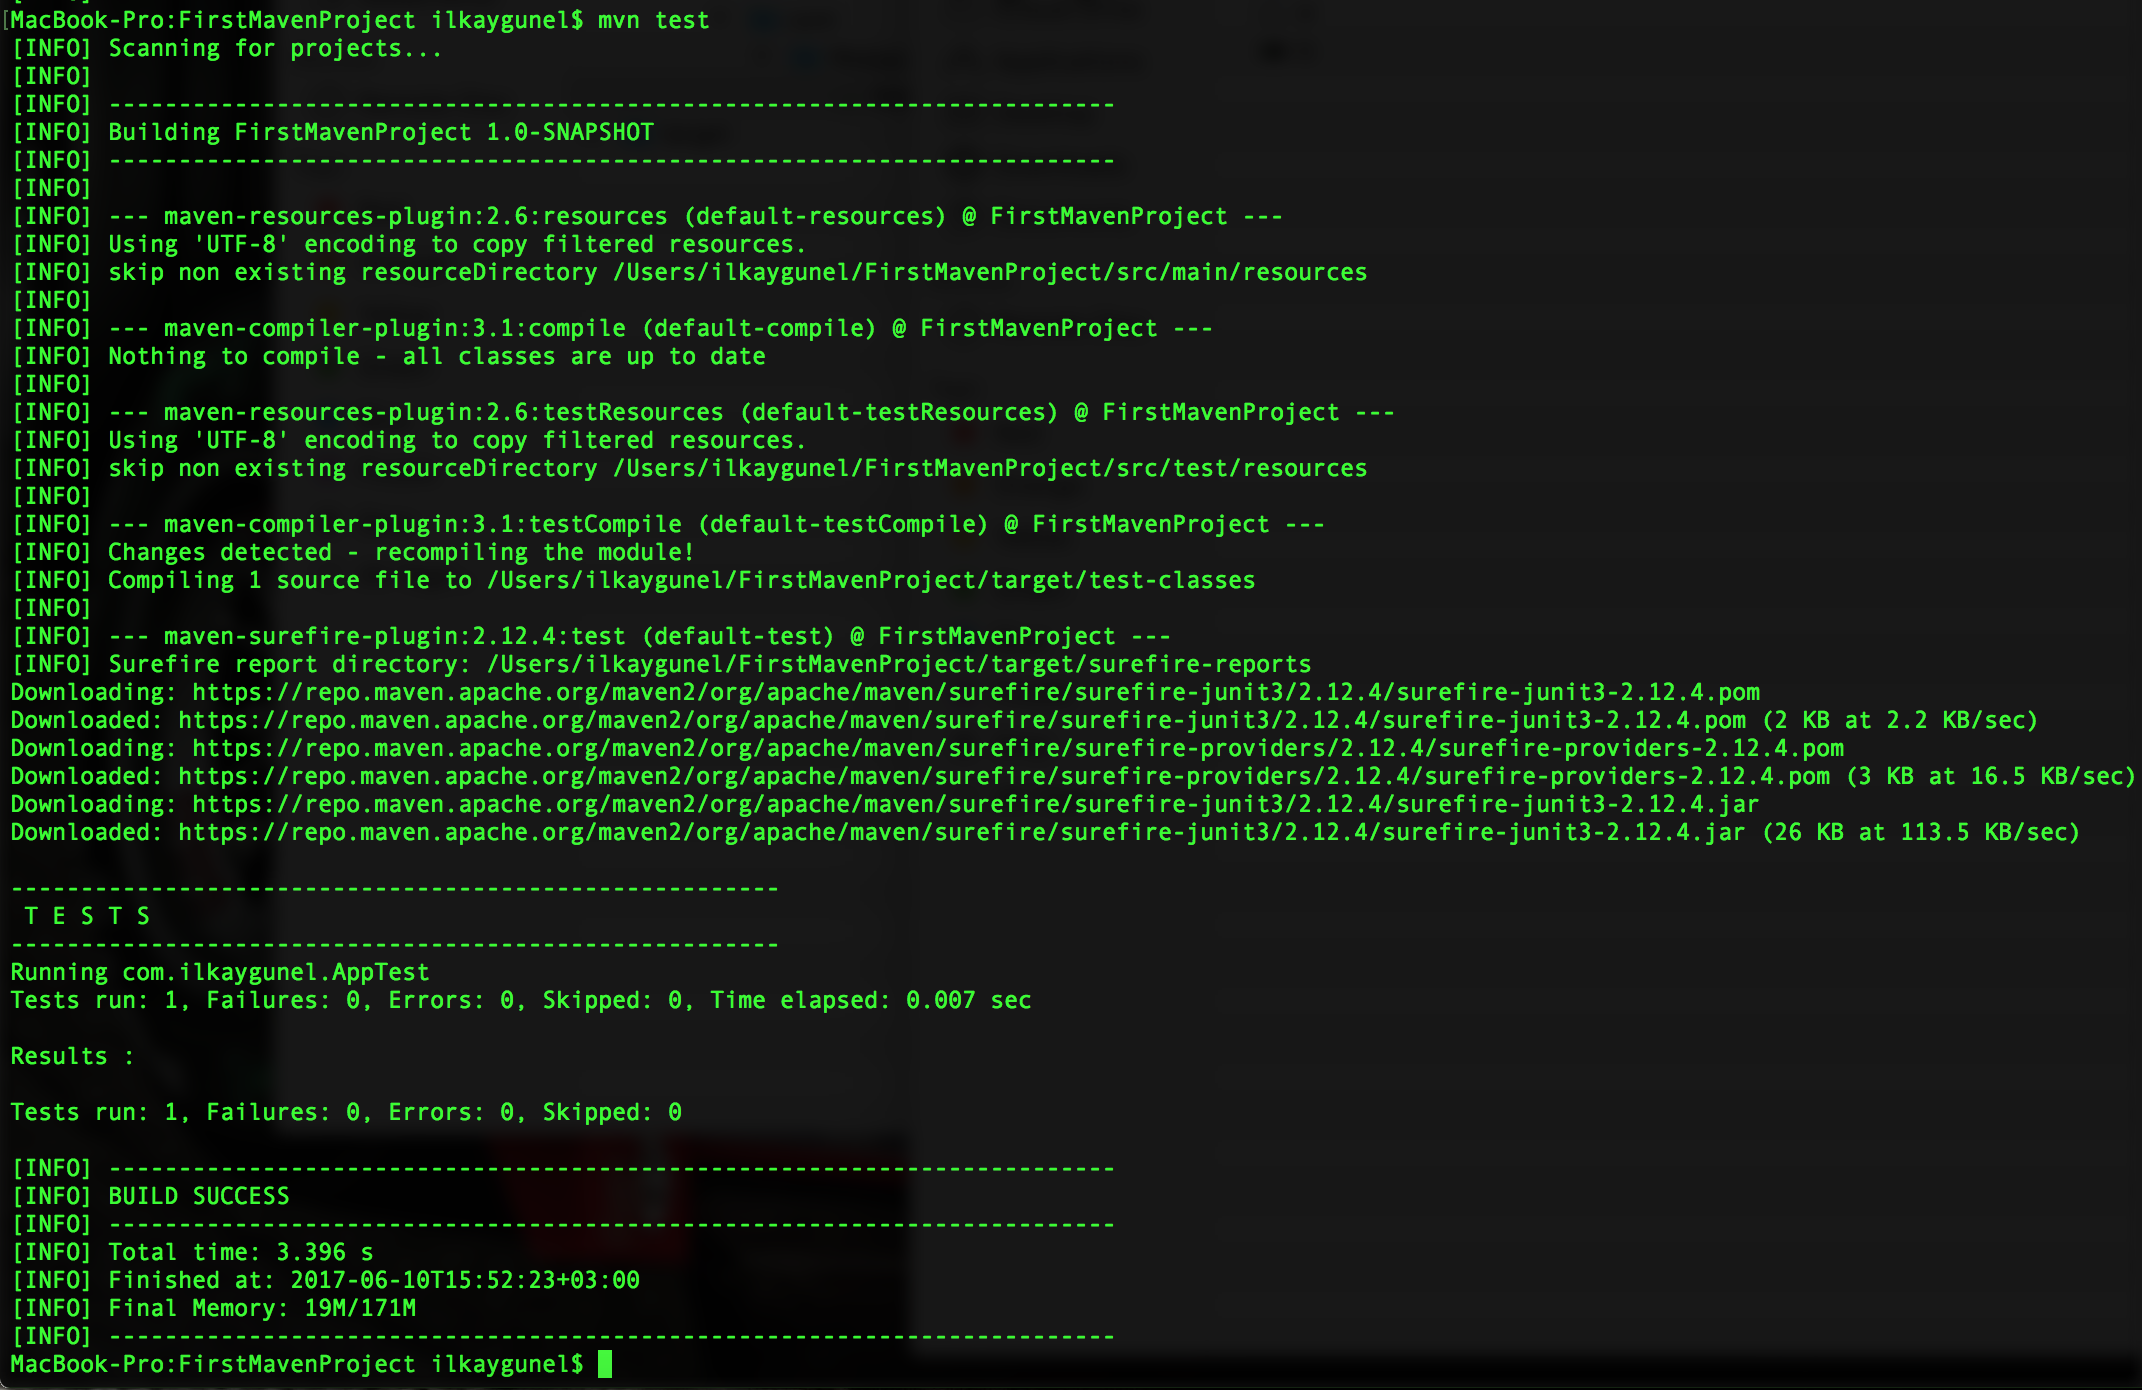 [MacBook-Pro:FirstMavenProject ilkaygunel$ mvn test
[INFO] Scanning for projects...
[INFO]
[INFO] ------------------------------------------------------------------------
[INFO] Building FirstMavenProject 1.0-SNAPSHOT
[INFO] ------------------------------------------------------------------------
[INFO]
[INFO] --- maven-resources-plugin:2.6:resources (default-resources) @ FirstMavenProject ---
[INFO] Using 'UTF-8' encoding to copy filtered resources.
[INFO] skip non existing resourceDirectory /Users/ilkaygunel/FirstMavenProject/src/main/resources
[INFO]
[INFO] --- maven-compiler-plugin:3.1:compile (default-compile) @ FirstMavenProject ---
[INFO] Nothing to compile - all classes are up to date
[INFO]
[INFO] --- maven-resources-plugin:2.6:testResources (default-testResources) @ FirstMavenProject ---
[INFO] Using 'UTF-8' encoding to copy filtered resources.
[INFO] skip non existing resourceDirectory /Users/ilkaygunel/FirstMavenProject/src/test/resources
[INFO]
[INFO] --- maven-compiler-plugin:3.1:testCompile (default-testCompile) @ FirstMavenProject ---
[INFO] Changes detected - recompiling the module!
[INFO] Compiling 1 source file to /Users/ilkaygunel/FirstMavenProject/target/test-classes
[INFO]
[INFO] --- maven-surefire-plugin:2.12.4:test (default-test) @ FirstMavenProject ---
[INFO] Surefire report directory: /Users/ilkaygunel/FirstMavenProject/target/surefire-reports
Downloading: https://repo.maven.apache.org/maven2/org/apache/maven/surefire/surefire-junit3/2.12.4/surefire-junit3-2.12.4.pom
Downloaded: https://repo.maven.apache.org/maven2/org/apache/maven/surefire/surefire-junit3/2.12.4/surefire-junit3-2.12.4.pom (2 KB at 2.2 KB/sec)
Downloading: https://repo.maven.apache.org/maven2/org/apache/maven/surefire/surefire-providers/2.12.4/surefire-providers-2.12.4.pom
Downloaded: https://repo.maven.apache.org/maven2/org/apache/maven/surefire/surefire-providers/2.12.4/surefire-providers-2.12.4.pom (3 KB at 16.5 KB/sec)
Downloading: https://repo.maven.apache.org/maven2/org/apache/maven/surefire/surefire-junit3/2.12.4/surefire-junit3-2.12.4.jar
Downloaded: https://repo.maven.apache.org/maven2/org/apache/maven/surefire/surefire-junit3/2.12.4/surefire-junit3-2.12.4.jar (26 KB at 113.5 KB/sec)
-------------------------------------------------------
T E S T S
-------------------------------------------------------
Running com.ilkaygunel.AppTest
Tests run: 1, Failures: 0, Errors: 0, Skipped: 0, Time elapsed: 0.007 sec
Results :
Tests run: 1, Failures: 0, Errors: 0, Skipped: 0
[INFO] ------------------------------------------------------------------------
[INFO] BUILD SUCCESS
[INFO] ------------------------------------------------------------------------
[INFO] Total time: 3.396 s
[INFO] Finished at: 2017-06-10T15:52:23+03:00
[INFO] Final Memory: 19M/171M
[INFO] ------------------------------------------------------------------------
MacBook-Pro:FirstMavenProject ilkaygunel$